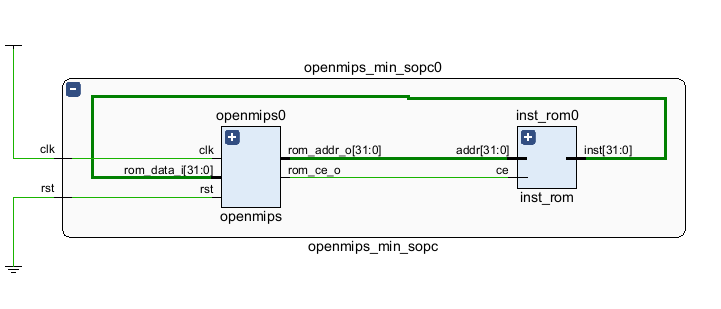 openmips_min_sopc0
openmips0
inst_rom0
clk
clk
rom_addr_o[31:0]
addr[31:0]
inst[31:0]
rom_data_i[31:0]
rom_ce_o
ce
rst
rst
openmips
inst_rom
openmips_min_sopc